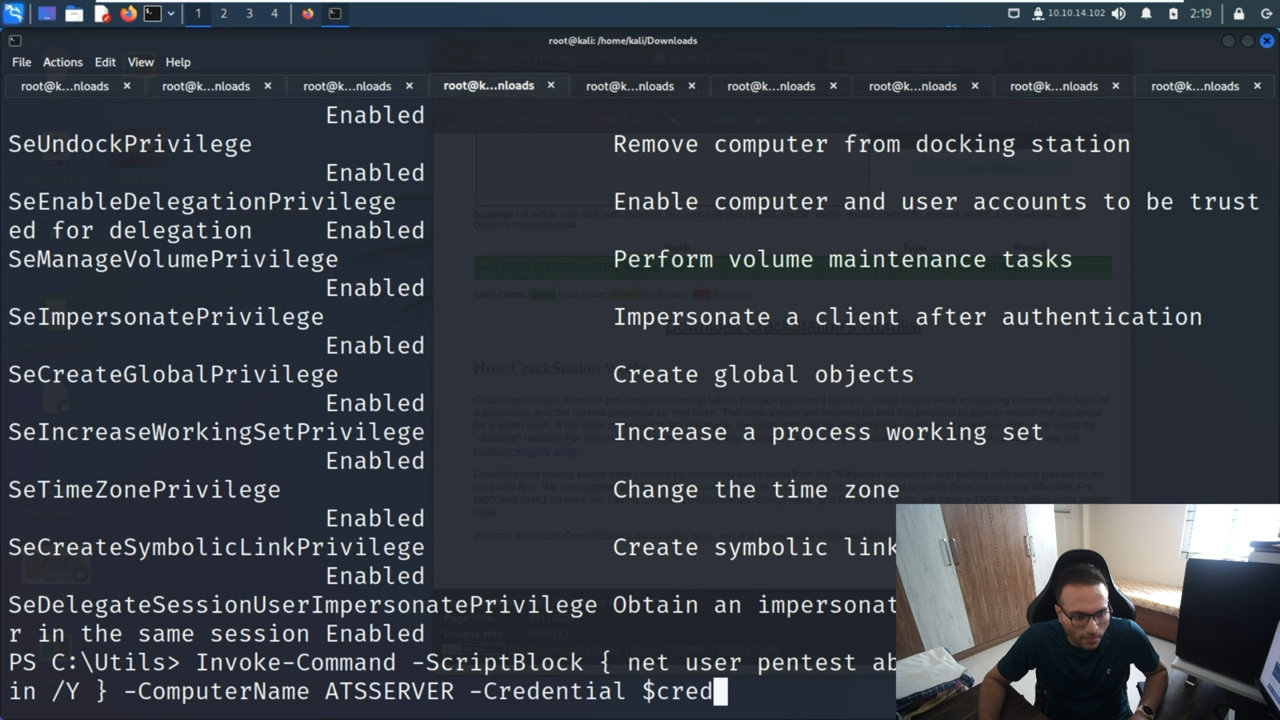 1 2 3 4
10.10.14.102 2:19
root@kali: /home/kali/Downloads
File Actions Edit View Help
root@k...nloads × root@k...nloads × root@k...nloads × root@k...nloads × root@k...nloads × root@k...nloads × root@k...nloads × root@k...nloads × root@k...nloads ×
Enabled
SeUndockPrivilege Remove computer from docking station
Enabled
SeEnableDelegationPrivilege Enable computer and user accounts to be trust
ed for delegation Enabled
SeManageVolumePrivilege Perform volume maintenance tasks
Enabled
SeImpersonatePrivilege Impersonate a client after authentication
Enabled
SeCreateGlobalPrivilege Create global objects
Enabled
SeIncreaseWorkingSetPrivilege Increase a process working set
Enabled
SeTimeZonePrivilege Change the time zone
Enabled
SeCreateSymbolicLinkPrivilege Create symbolic link
Enabled
SeDelegateSessionUserImpersonatePrivilege Obtain an impersonat
r in the same session Enabled
PS C:\Utils> Invoke-Command -ScriptBlock { net user pentest ab
in /Y } -ComputerName ATSSERVER -Credential $cred
How CrackStation